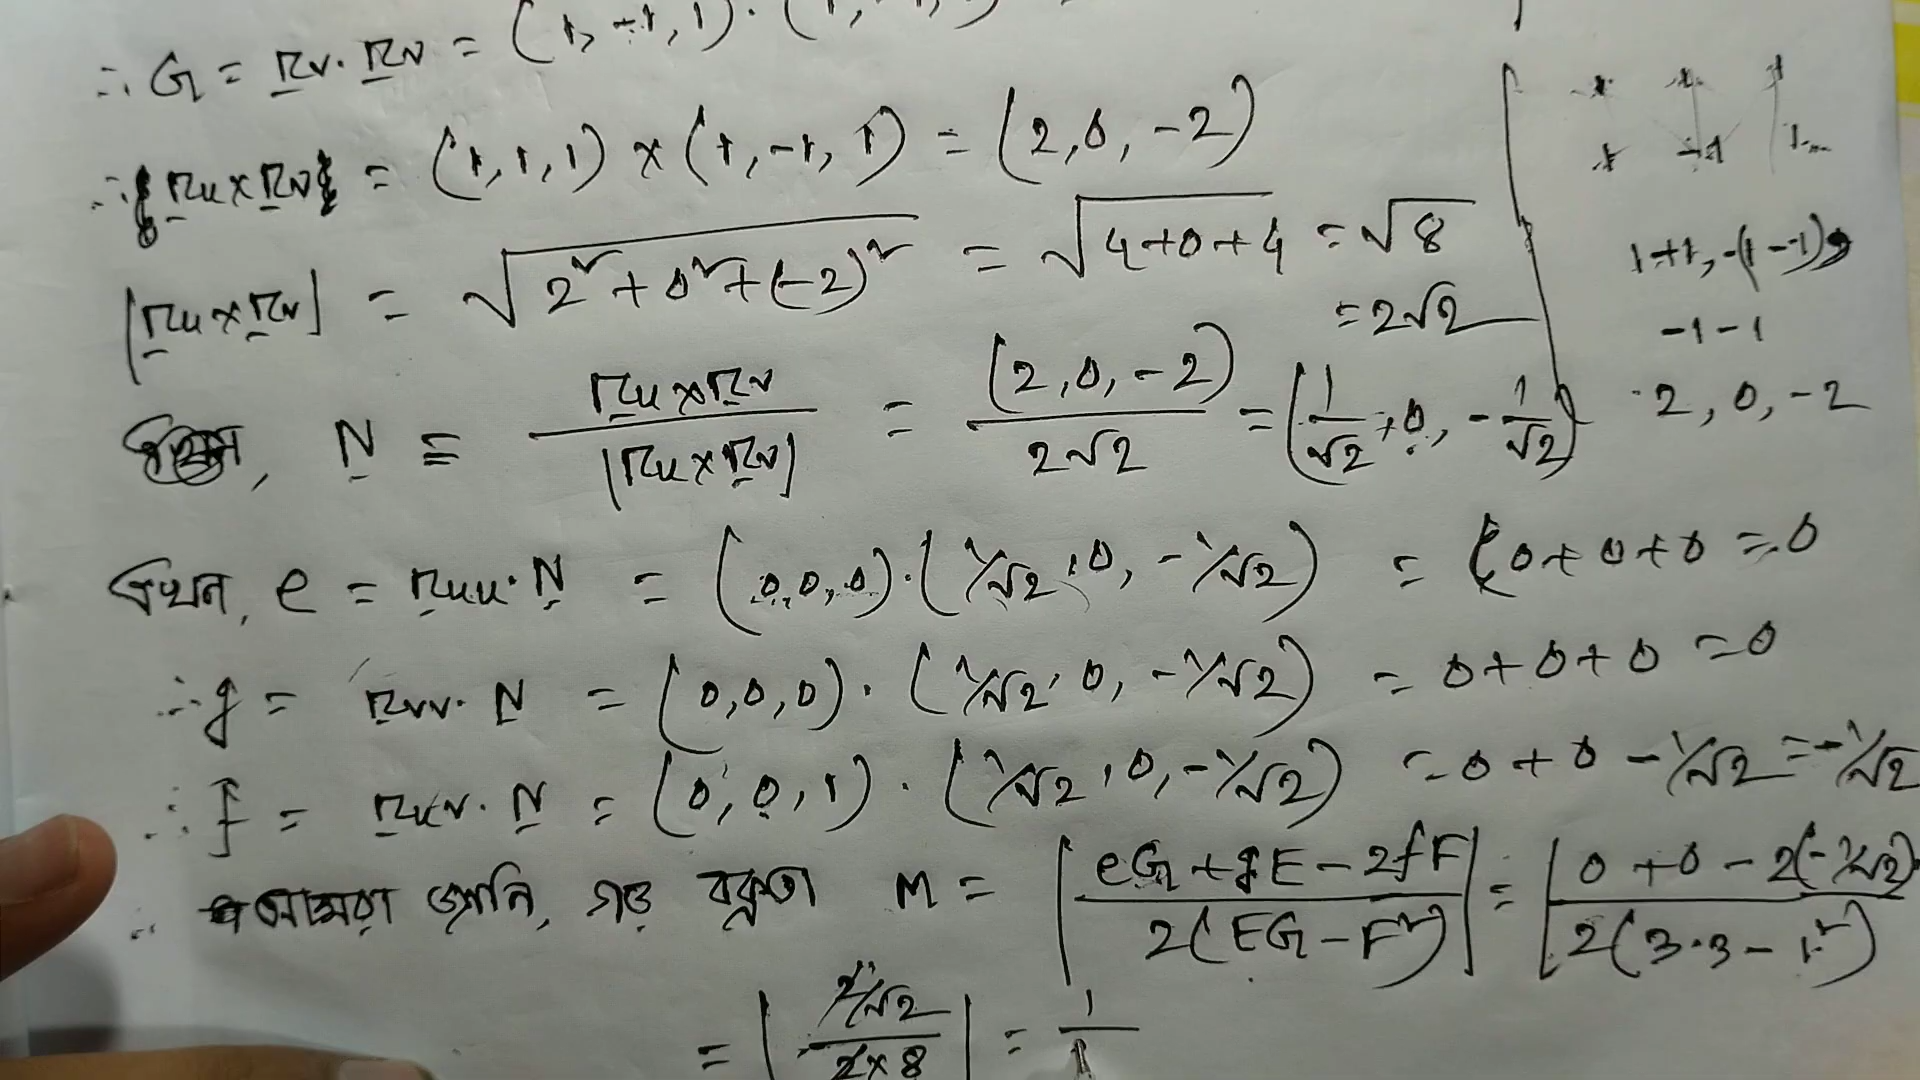 ∴ G = r̲v · r̲v = (1, -1, 1) · (1,
∴ r̲u × r̲v = (1, 1, 1) × (1, -1, 1) = (2, 0, -2)
|r̲u × r̲v| = √(2² + 0² + (-2)²) = √(4+0+4) = √8
= 2√2
1+1, -(1-1),
-1-1
2, 0, -2
এখন, N̲ = (r̲u × r̲v)/|r̲u × r̲v| = (2, 0, -2)/2√2 = (1/√2, 0, -1/√2)
এখন, e = r̲uu · N̲ = (0, 0, 0) · (1/√2, 0, -1/√2) = 0+0+0 = 0
∴ g = r̲vv · N̲ = (0, 0, 0) · (1/√2, 0, -1/√2) = 0+0+0 = 0
∴ f = r̲uv · N̲ = (0, 0, 1) · (1/√2, 0, -1/√2) = 0+0-1/√2 = -1/√2
∴ আমরা জানি, গড় বক্রতা M = |(eG + gE - 2fF)/2(EG - F²)| = |(0+0-2(-1/√2)·/2(3·3 - 1²)
= |(2/√2)/(2×8)| = 1/